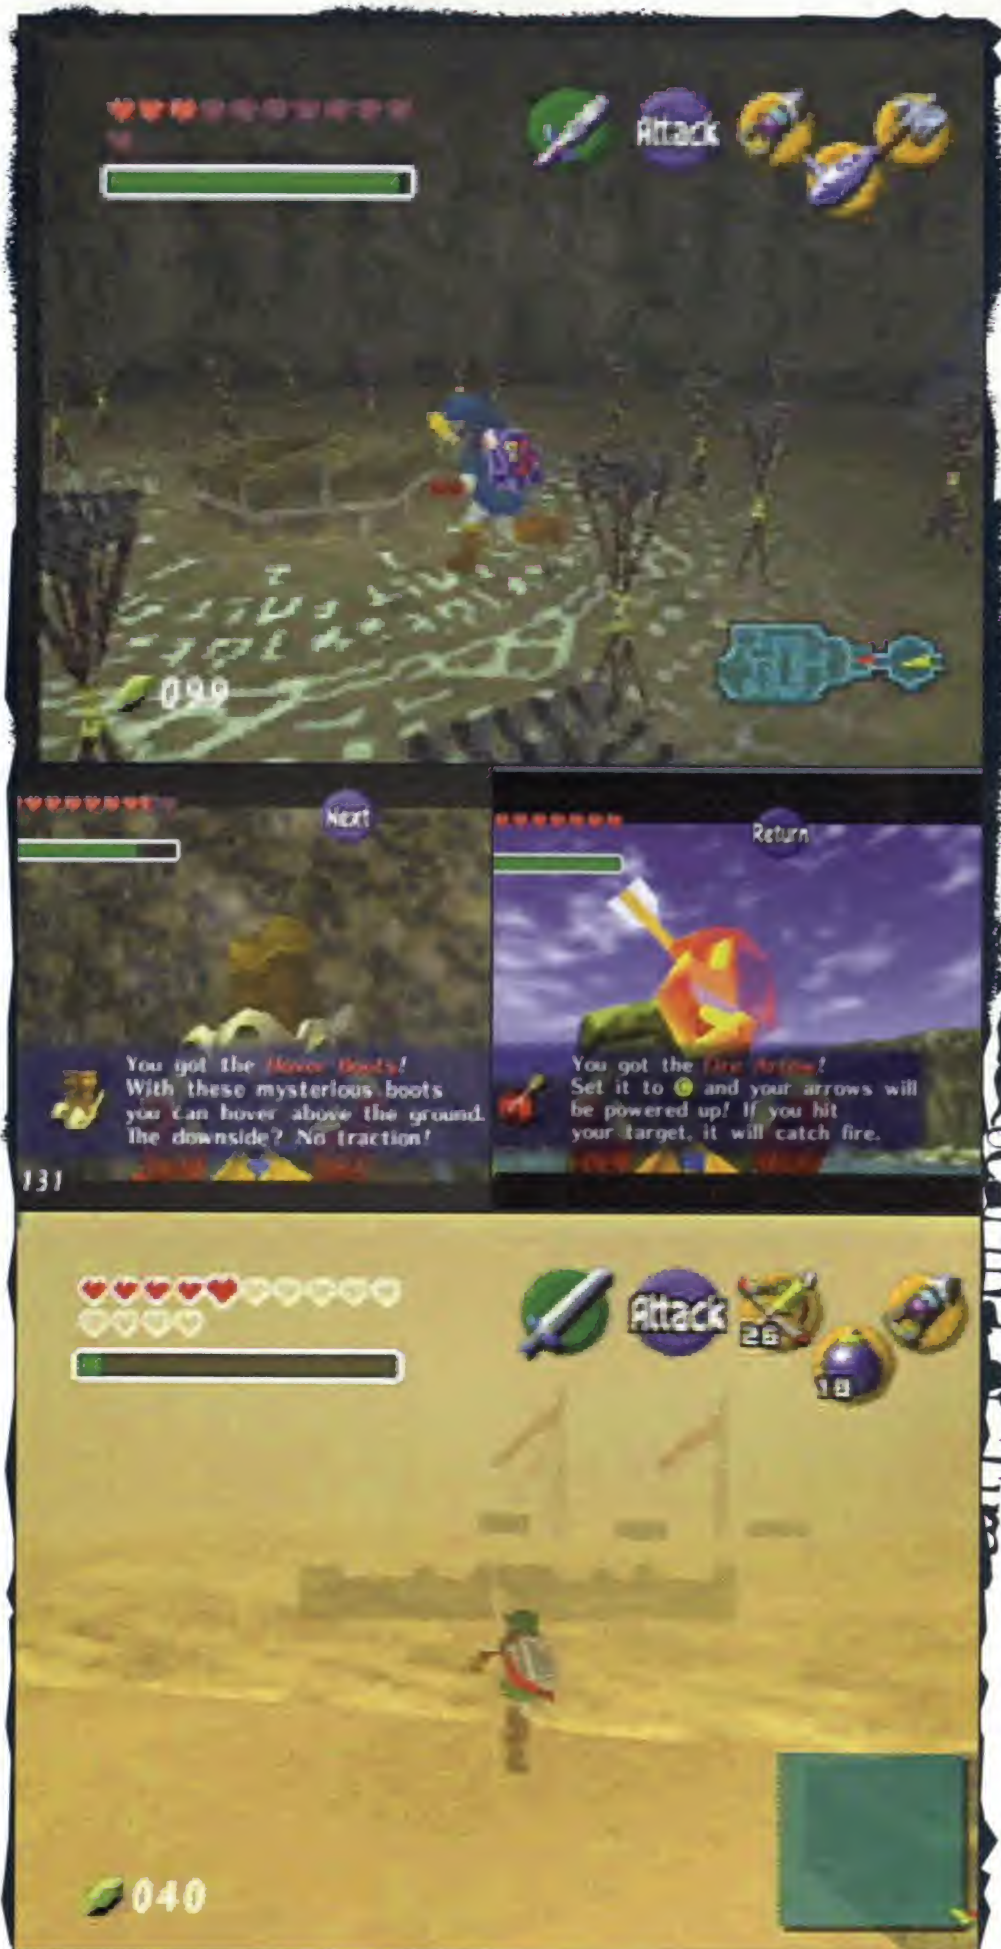 Attack
099
Next
You got the Hover Boots!
With these mysterious boots
you can hover above the ground.
The downside? No traction!
131
Return
You got the Fire Arrow!
Set it to C and your arrows will
be powered up! If you hit
your target, it will catch fire.
Attack
26
18
040